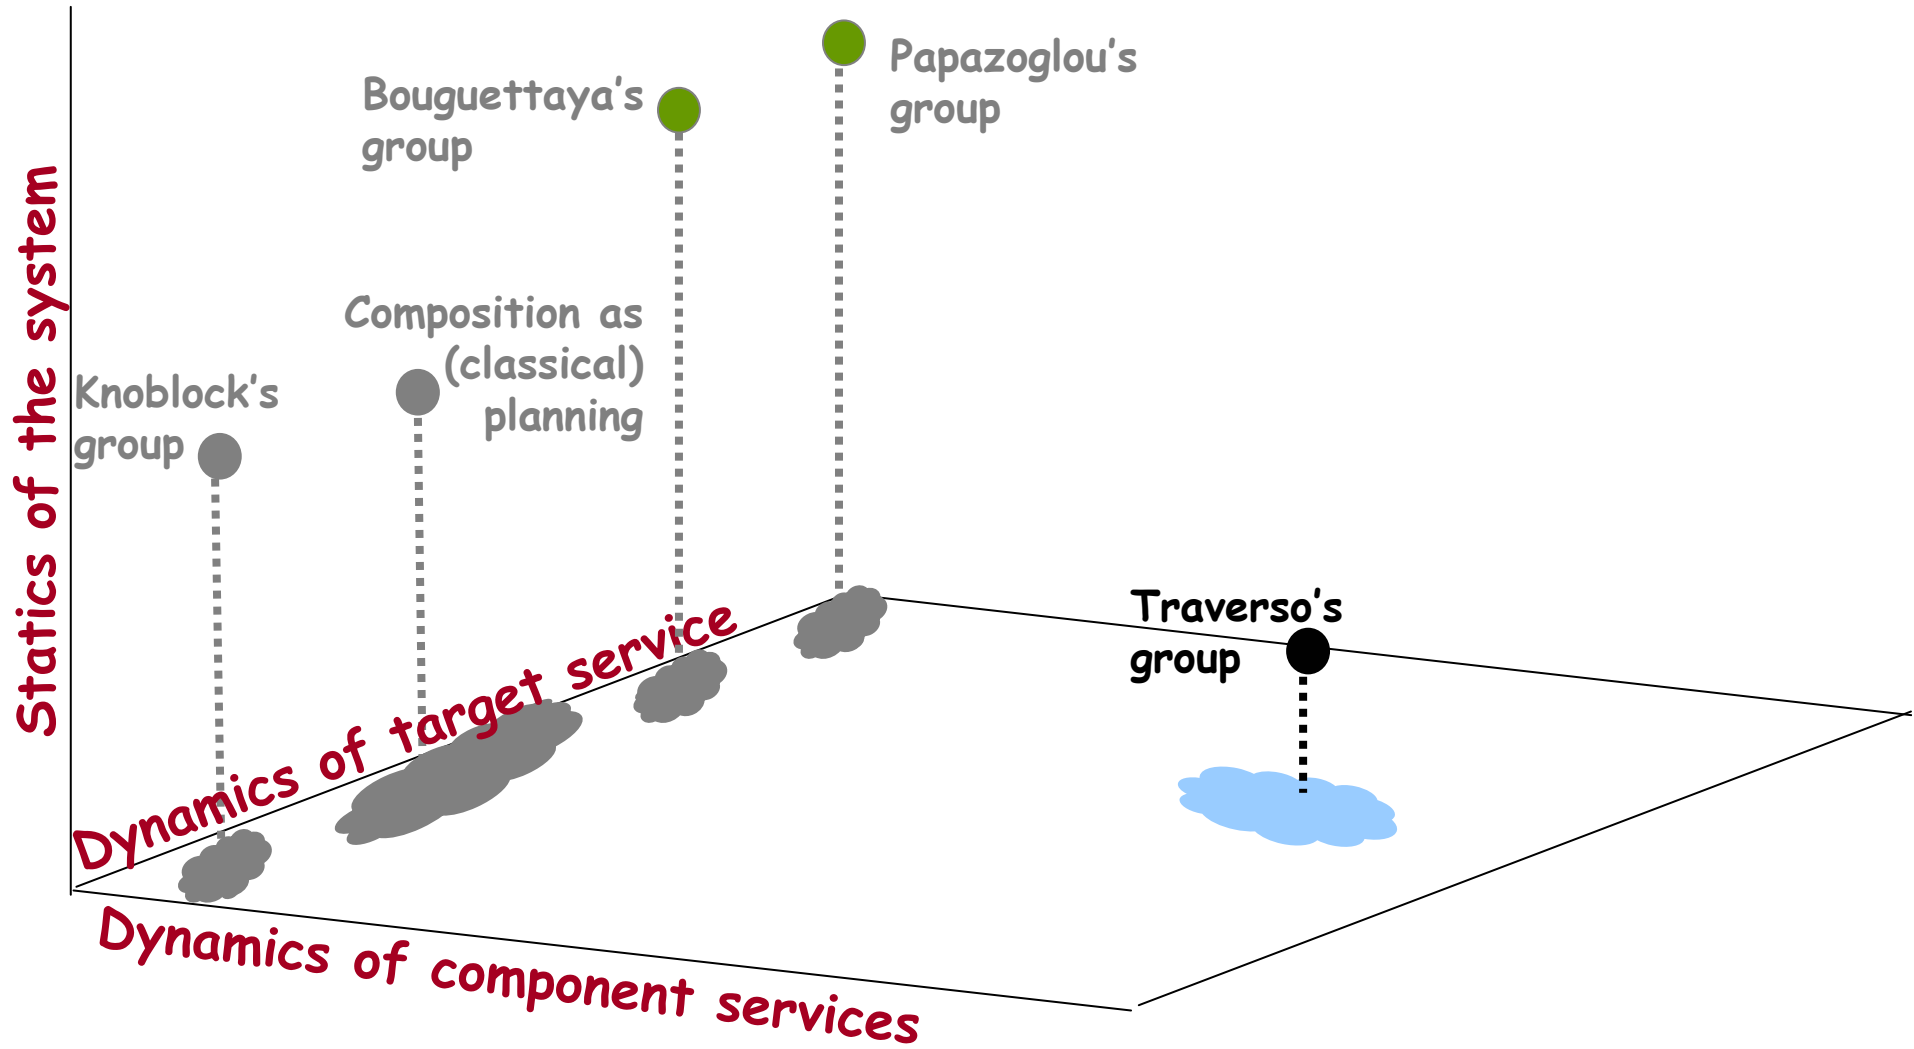 Papazoglou's
group
Bouguettaya's
group
Composition as
(classical)
planning
Knoblock's
group
Statics of the system
Traverso's
group
Dynamics of target service
Dynamics of component services